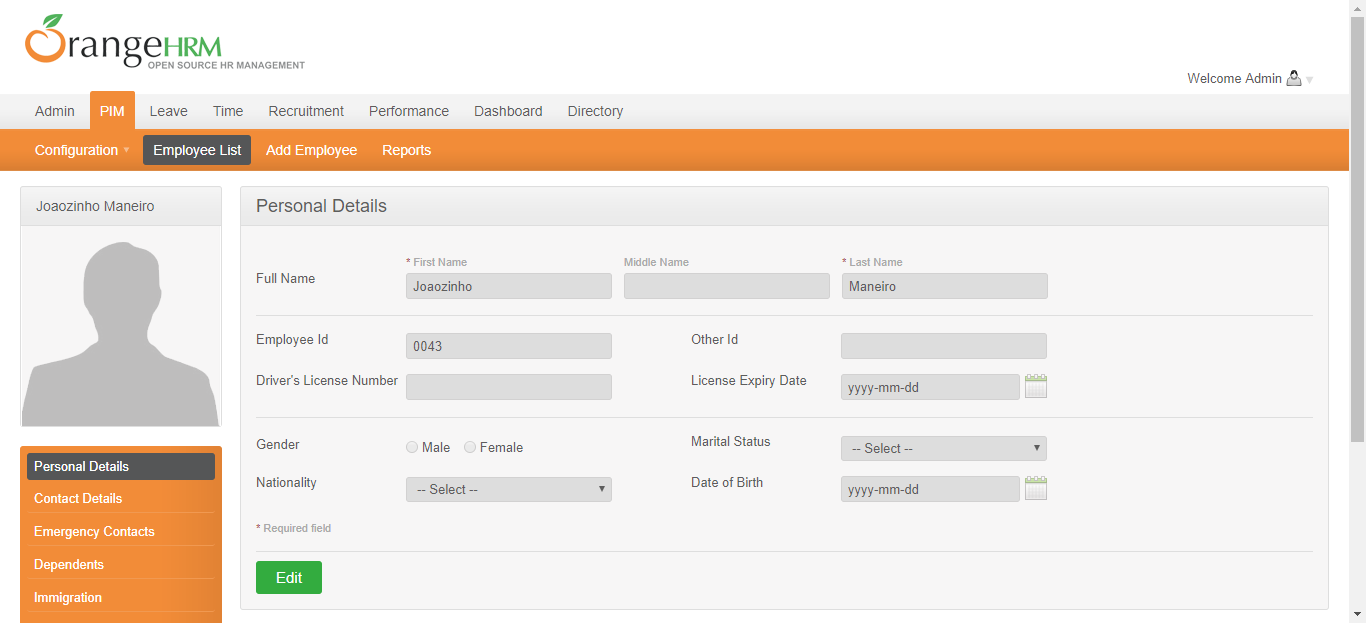 OrangeHRM
OPEN SOURCE HR MANAGEMENT
Welcome Admin
Admin PIM Leave Time Recruitment Performance Dashboard Directory
Configuration Employee List Add Employee Reports
Joaozinho Maneiro
Personal Details
Contact Details
Emergency Contacts
Dependents
Immigration
Personal Details
* First Name Middle Name * Last Name
Full Name Joaozinho Maneiro
Employee Id 0043 Other Id
Driver's License Number License Expiry Date yyyy-mm-dd
Gender Male Female Marital Status -- Select --
Nationality -- Select -- Date of Birth yyyy-mm-dd
* Required field
Edit